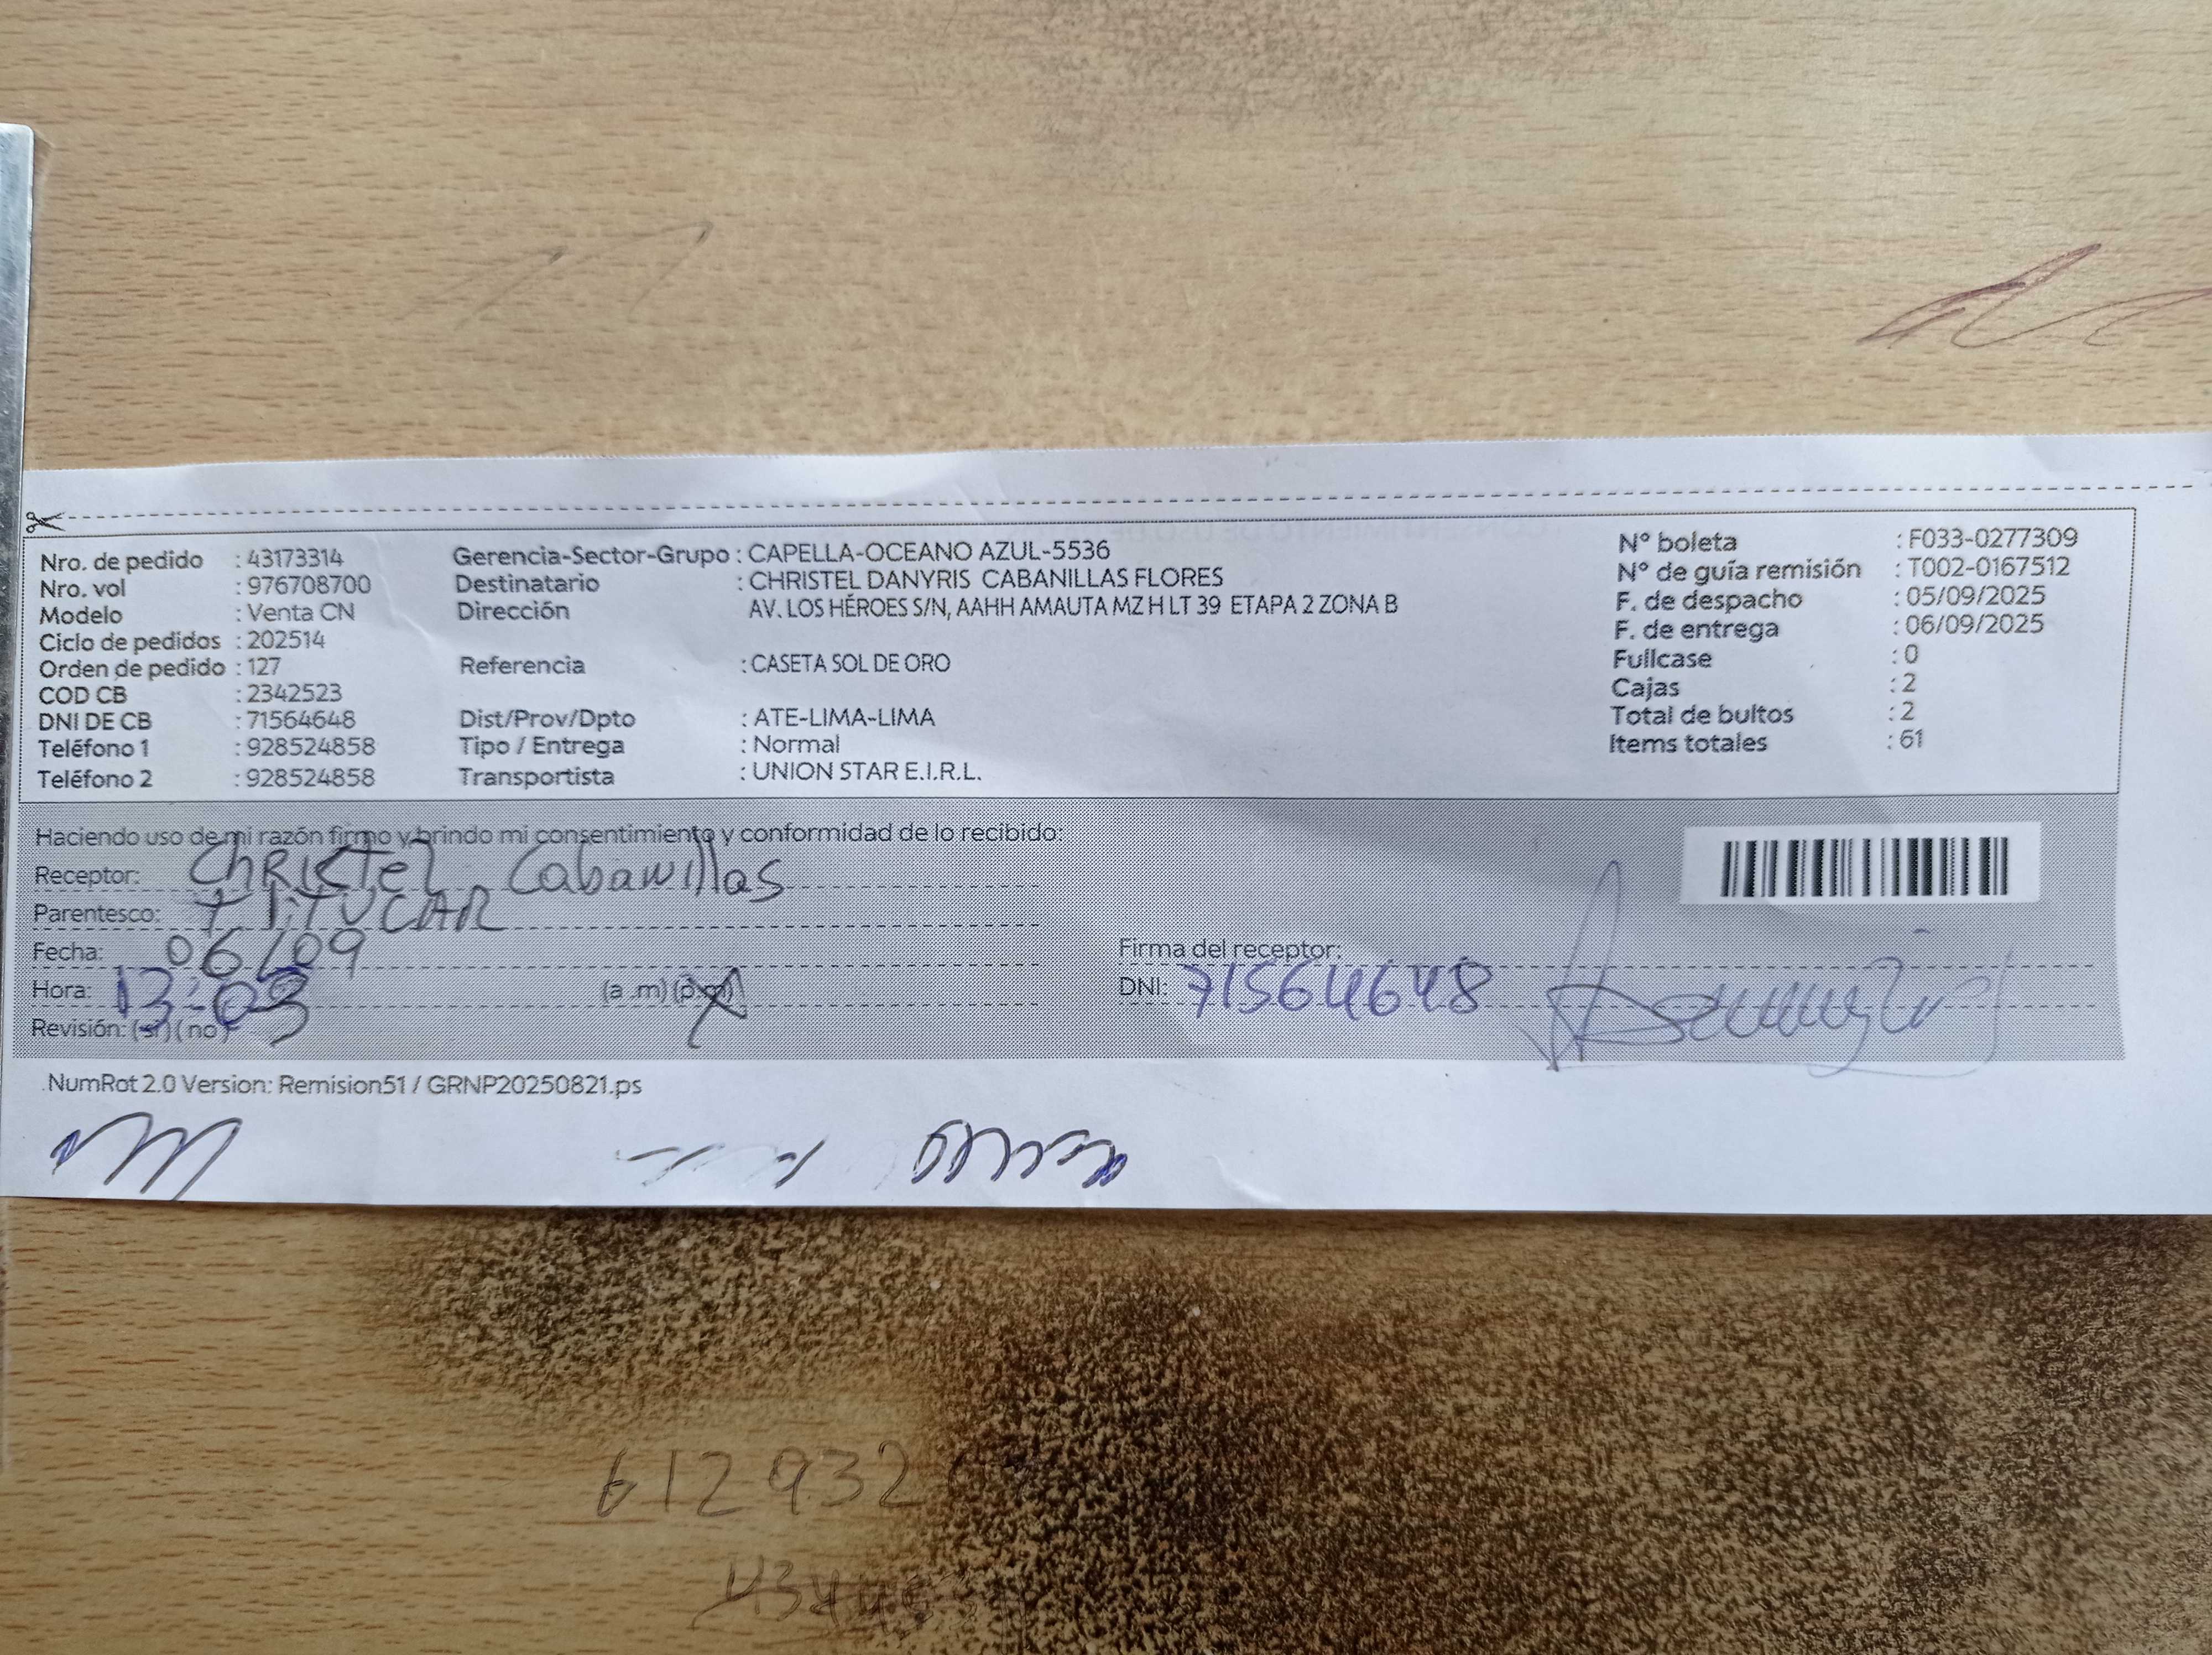 Nro. de pedido : 43173314 Gerencia-Sector-Grupo : CAPELLA-OCEANO AZUL-5536 N° boleta : F033-0277309
Nro. vol : 976708700 Destinatario : CHRISTEL DANYRIS CABANILLAS FLORES N° de guía remisión : T002-0167512
Modelo : Venta CN Dirección AV. LOS HÉROES S/N, AAHH AMAUTA MZ H LT 39 ETAPA 2 ZONA B F. de despacho : 05/09/2025
Ciclo de pedidos : 202514 F. de entrega : 06/09/2025
Orden de pedido : 127 Referencia : CASETA SOL DE ORO Fullcase : 0
COD CB : 2342523 Cajas : 2
DNI DE CB : 71564648 Dist/Prov/Dpto : ATE-LIMA-LIMA Total de bultos : 2
Teléfono 1 : 928524858 Tipo / Entrega : Normal Items totales : 61
Teléfono 2 : 928524858 Transportista : UNION STAR E.I.R.L.
Haciendo uso de mi razón firmo y brindo mi consentimiento y conformidad de lo recibido:
Receptor: Christel Cabanillas
Parentesco:
Fecha: 06/09 Firma del receptor:
Hora: (a .m) (p.m) DNI: 71564648
Revisión: (si) ( no )
NumRot 2.0 Version: Remision51 / GRNP20250821.ps
612932